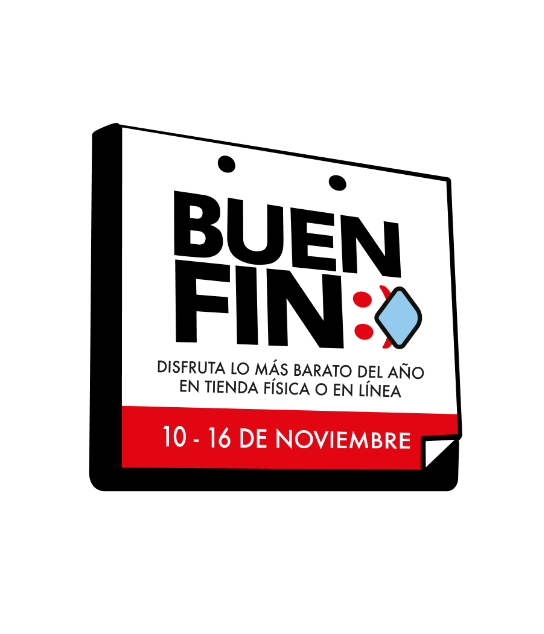 BUEN
FIN:)
DISFRUTA LO MÁS BARATO DEL AÑO
EN TIENDA FÍSICA O EN LÍNEA
10 - 16 DE NOVIEMBRE